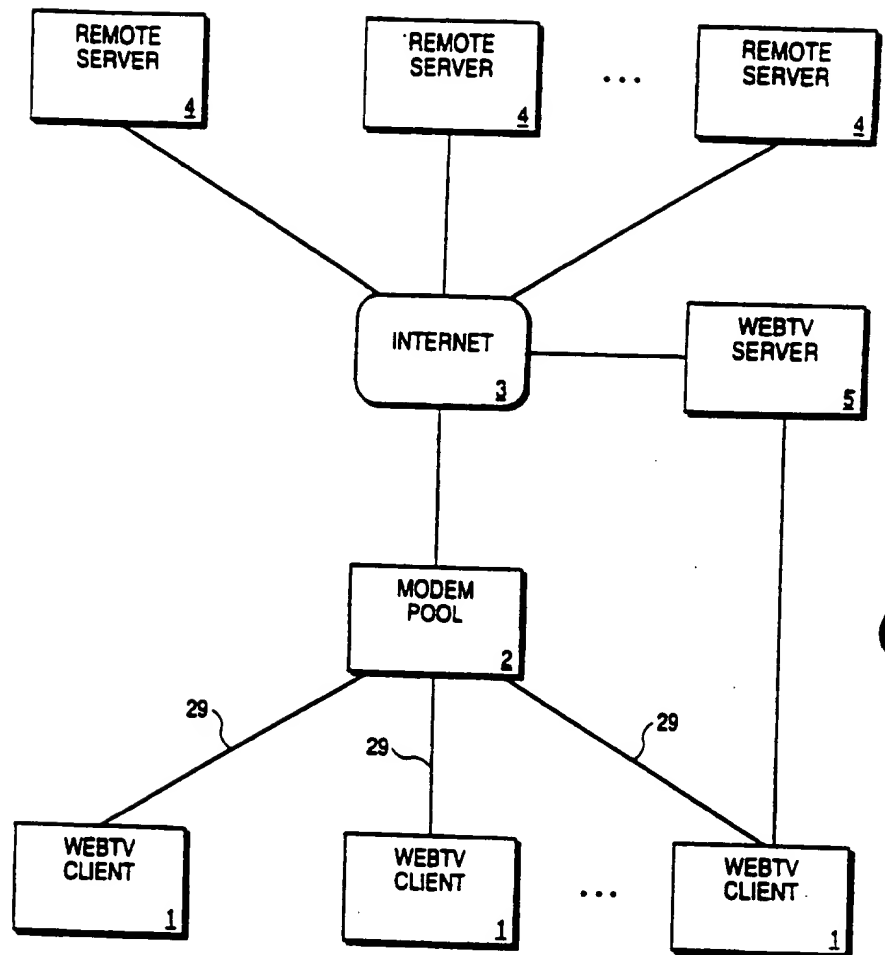 REMOTE
SERVER
4
REMOTE
SERVER
4
...
REMOTE
SERVER
4
INTERNET
3
WEBTV
SERVER
5
MODEM
POOL
2
29
29
29
WEBTV
CLIENT
1
WEBTV
CLIENT
1
...
WEBTV
CLIENT
1